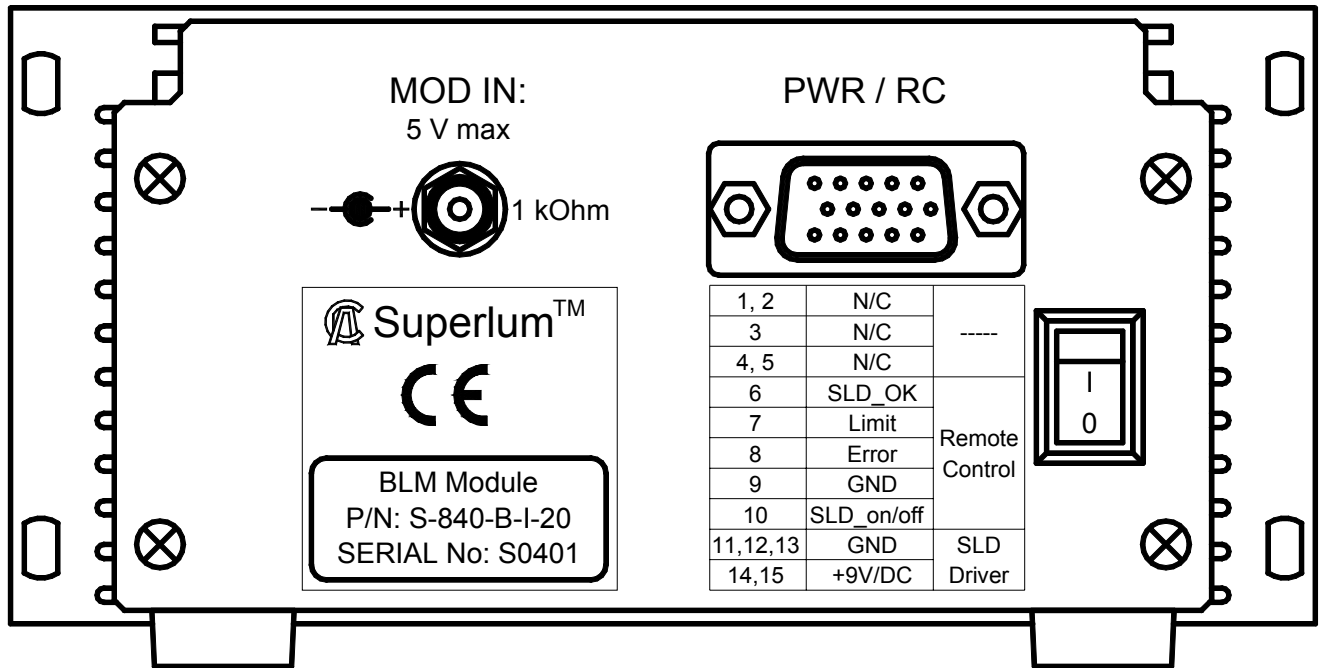 MOD IN:
5 V max
- + 1 kOhm
Superlum™
CE
BLM Module
P/N: S-840-B-I-20
SERIAL No: S0401
PWR / RC
1, 2 N/C -----
3 N/C
4, 5 N/C
6 SLD_OK Remote Control
7 Limit
8 Error
9 GND
10 SLD_on/off
11,12,13 GND SLD
14,15 +9V/DC Driver
I
0